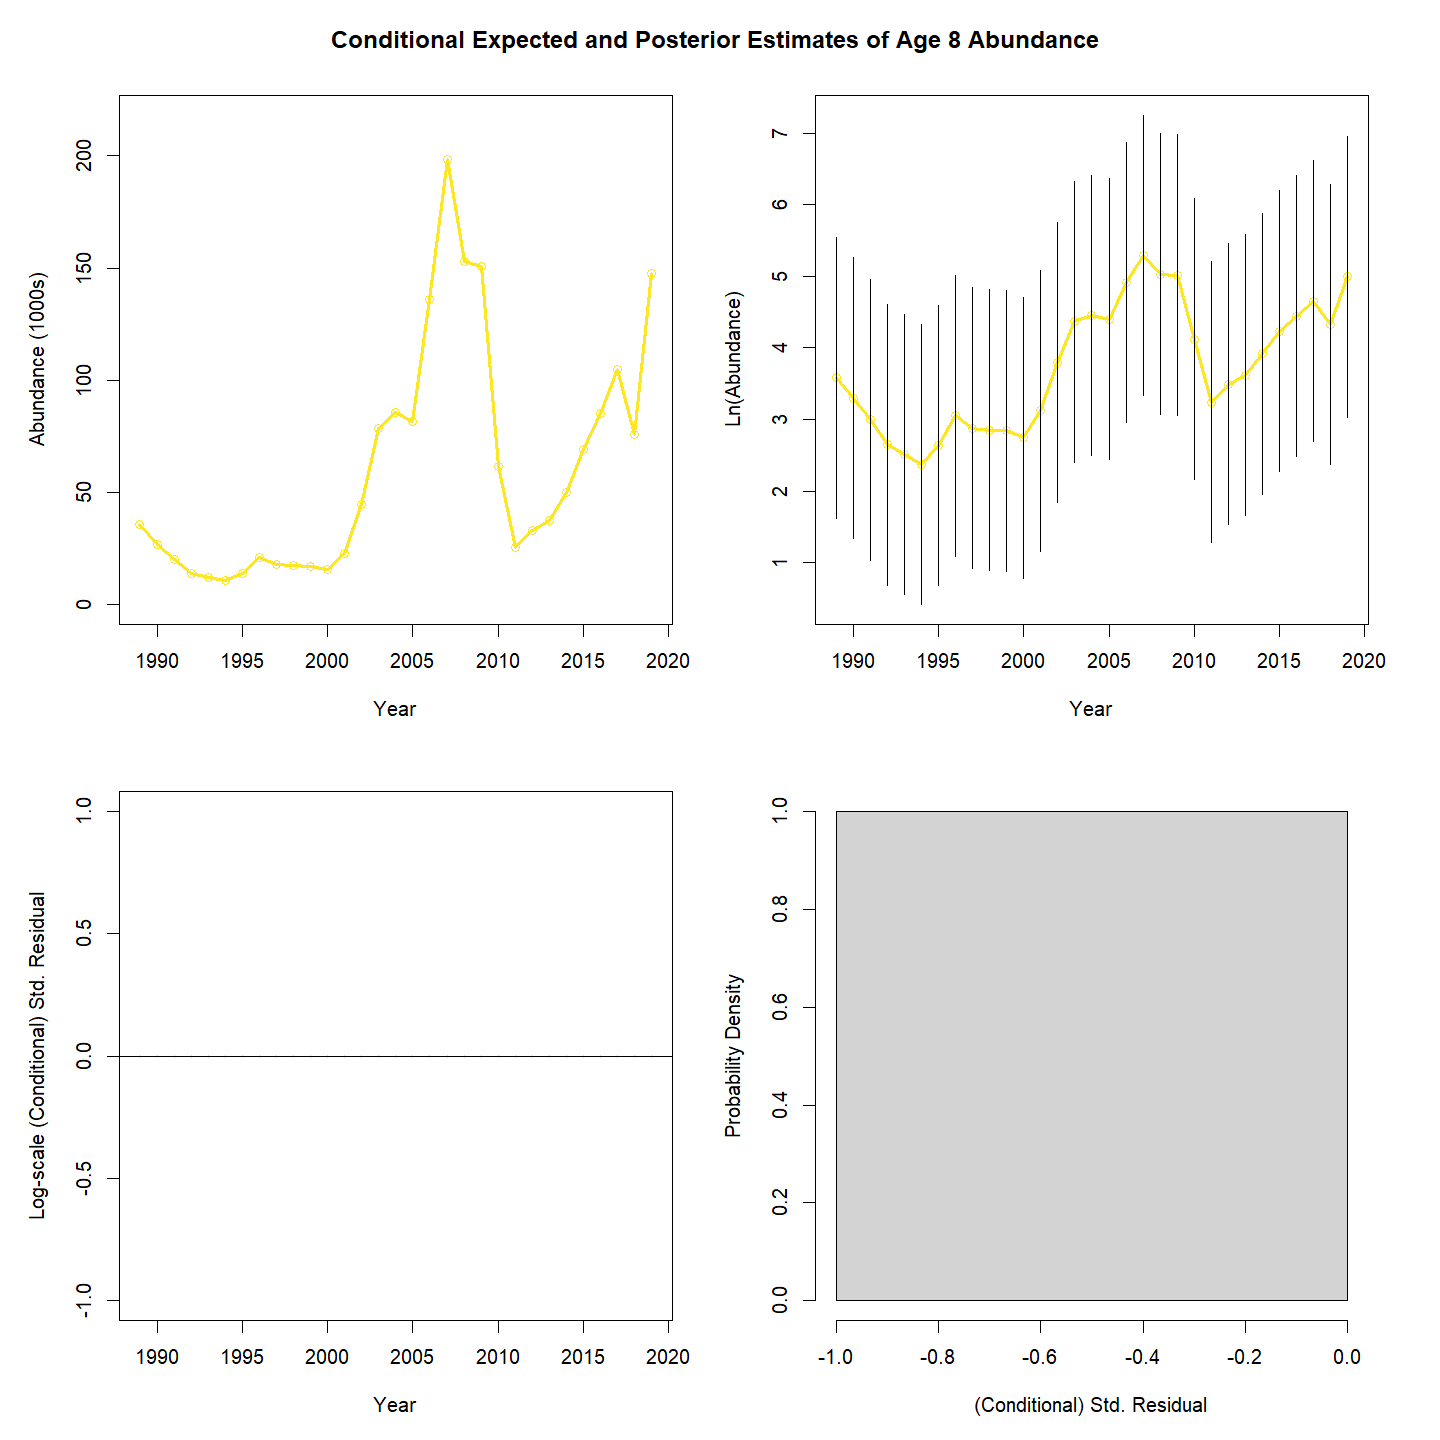 Conditional Expected and Posterior Estimates of Age 8 Abundance
Abundance (1000s)
200
150
100
50
0
1990 1995 2000 2005 2010 2015 2020
Year
Ln(Abundance)
7
6
5
4
3
2
1
1990 1995 2000 2005 2010 2015 2020
Year
Log-scale (Conditional) Std. Residual
1.0
0.5
0.0
-0.5
-1.0
1990 1995 2000 2005 2010 2015 2020
Year
Probability Density
1.0
0.8
0.6
0.4
0.2
0.0
-1.0 -0.8 -0.6 -0.4 -0.2 0.0
(Conditional) Std. Residual